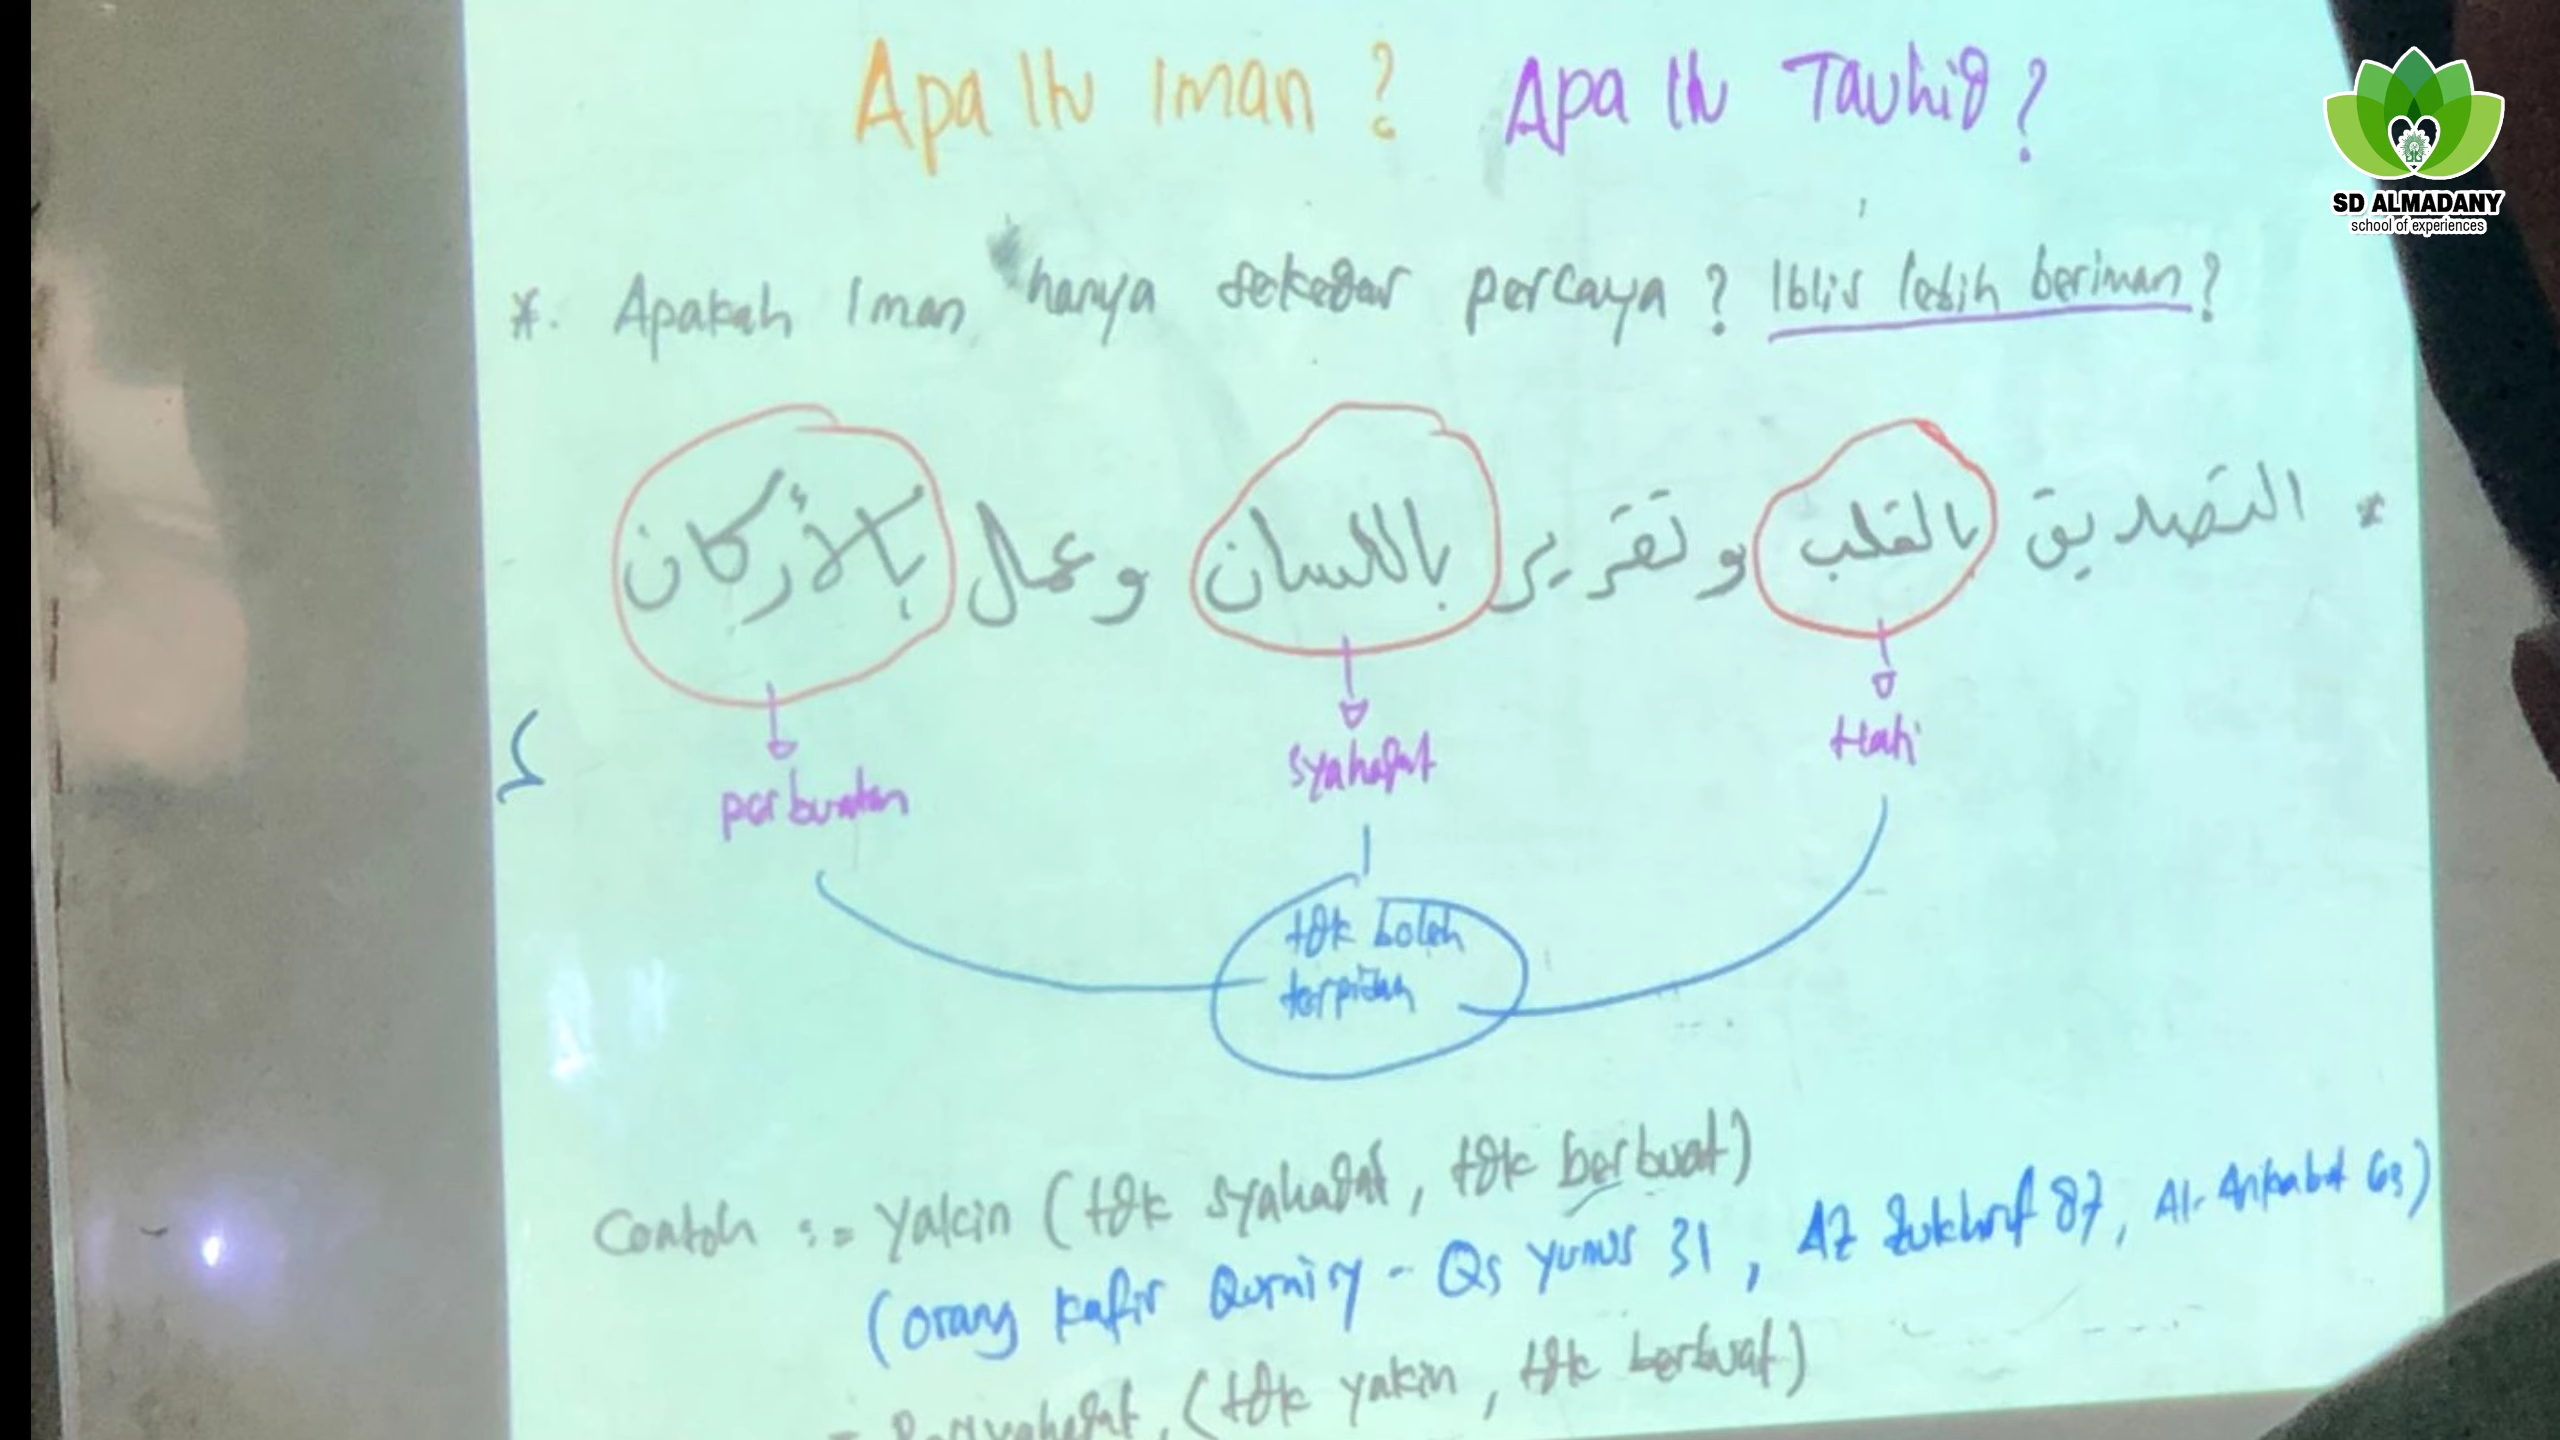 Apa Itu Iman? Apa Itu Tauhid?
SD ALMADANY
school of experiences
*. Apakah Iman hanya sekedar percaya? Iblis lebih beriman?
* التصديق بالقلب وتقرير باللسان وعمل بالأركان
perbuatan syahadat Hati
tdk boleh
terpisah
Contoh := Yakin (tdk syahadat, tdk berbuat)
(orang kafir Quraisy - Qs Yunus 31, AZ Zukhruf 87, Al-Ankabut 63)
= Bersyahadat, (tdk yakin, tdk berbuat)